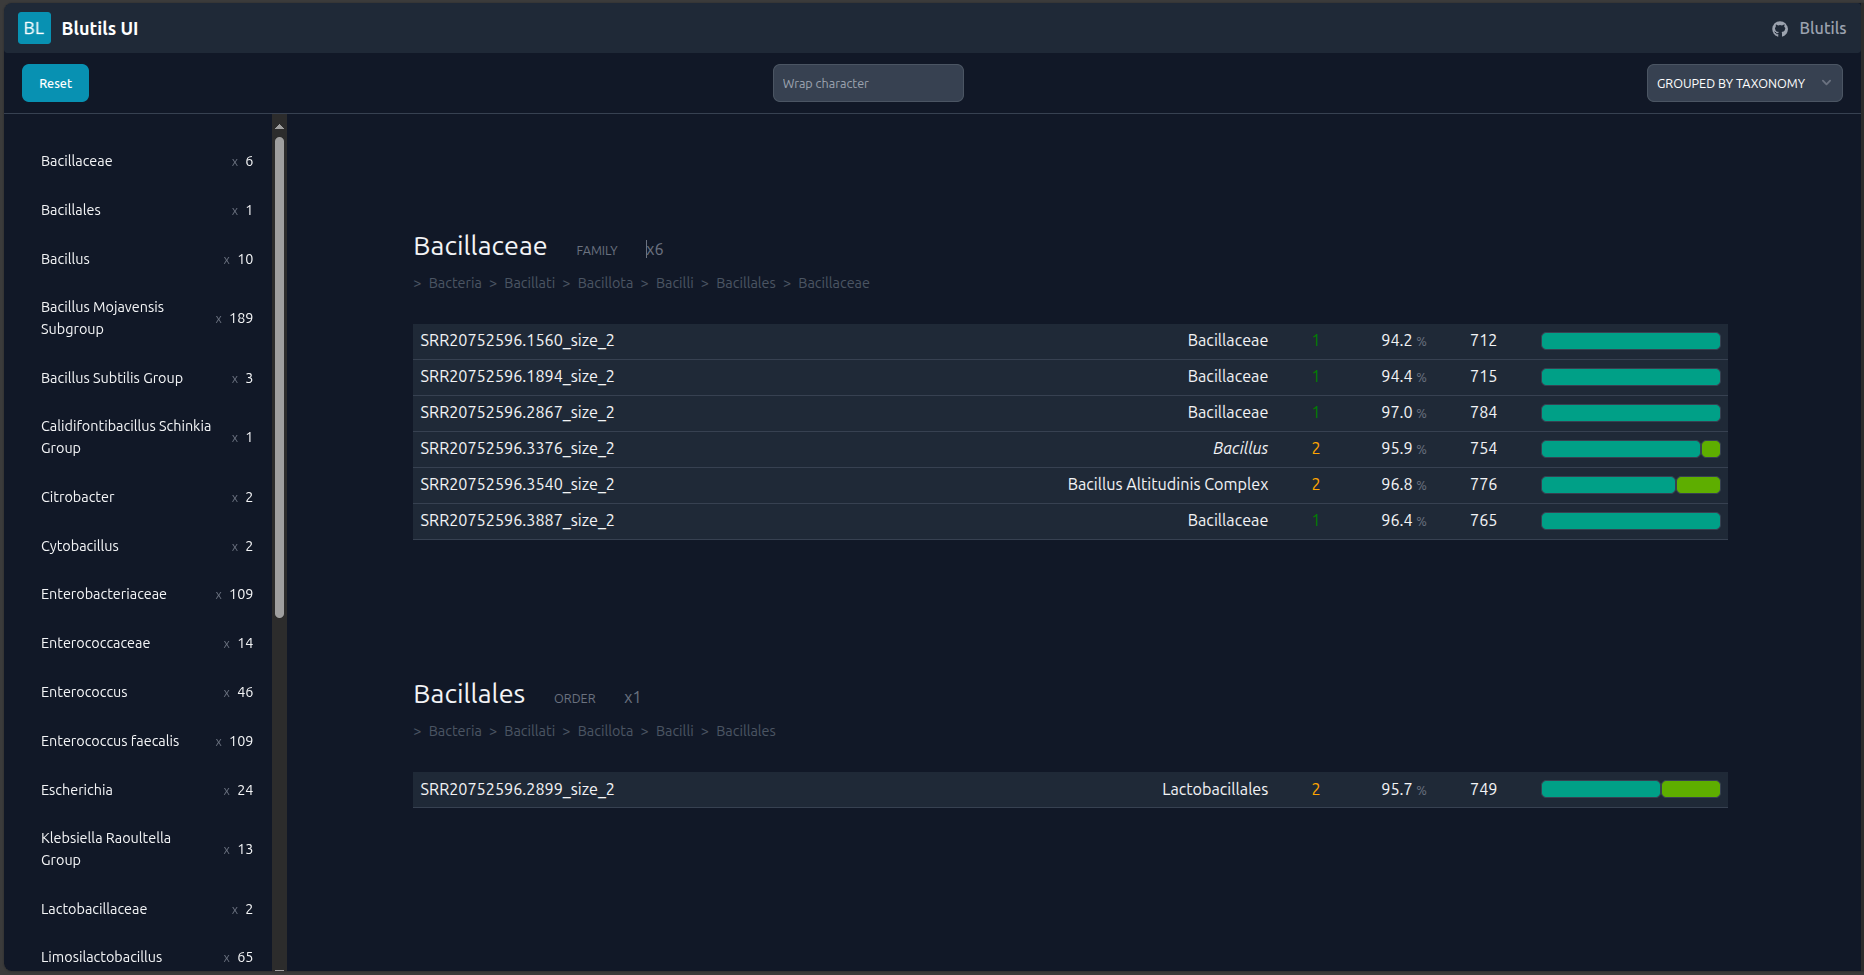 BL Blutils UI Blutils
Reset Wrap character GROUPED BY TAXONOMY
Bacillaceae x 6
Bacillales x 1
Bacillus x 10
Bacillus Mojavensis
Subgroup x 189
Bacillus Subtilis Group x 3
Calidifontibacillus Schinkia
Group x 1
Citrobacter x 2
Cytobacillus x 2
Enterobacteriaceae x 109
Enterococcaceae x 14
Enterococcus x 46
Enterococcus faecalis x 109
Escherichia x 24
Klebsiella Raoultella
Group x 13
Lactobacillaceae x 2
Limosilactobacillus x 65
Bacillaceae FAMILY x6
> Bacteria > Bacillati > Bacillota > Bacilli > Bacillales > Bacillaceae
SRR20752596.1560_size_2 Bacillaceae 1 94.2 % 712
SRR20752596.1894_size_2 Bacillaceae 1 94.4 % 715
SRR20752596.2867_size_2 Bacillaceae 1 97.0 % 784
SRR20752596.3376_size_2 Bacillus 2 95.9 % 754
SRR20752596.3540_size_2 Bacillus Altitudinis Complex 2 96.8 % 776
SRR20752596.3887_size_2 Bacillaceae 1 96.4 % 765
Bacillales ORDER x1
> Bacteria > Bacillati > Bacillota > Bacilli > Bacillales
SRR20752596.2899_size_2 Lactobacillales 2 95.7 % 749